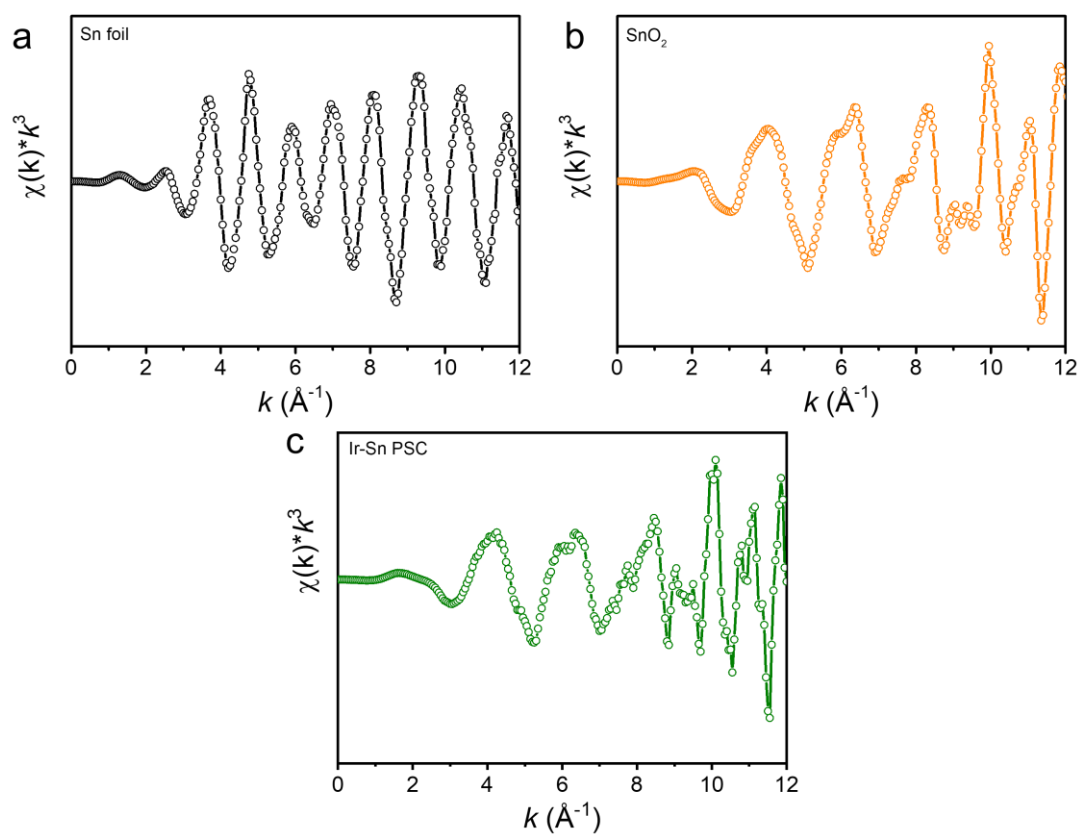 a
Sn foil
χ(k)*k³
0 2 4 6 8 10 12
k (Å⁻¹)
b
SnO₂
χ(k)*k³
0 2 4 6 8 10 12
k (Å⁻¹)
c
Ir-Sn PSC
χ(k)*k³
0 2 4 6 8 10 12
k (Å⁻¹)